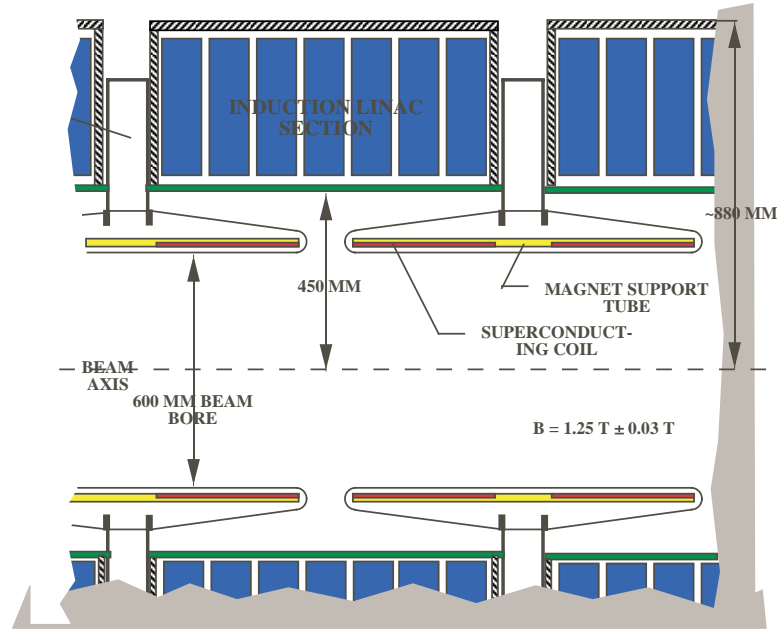 INDUCTION LINAC
SECTION
~880 MM
450 MM
MAGNET SUPPORT
TUBE
SUPERCONDUCT-
ING COIL
BEAM
AXIS
600 MM BEAM
BORE
B = 1.25 T ± 0.03 T